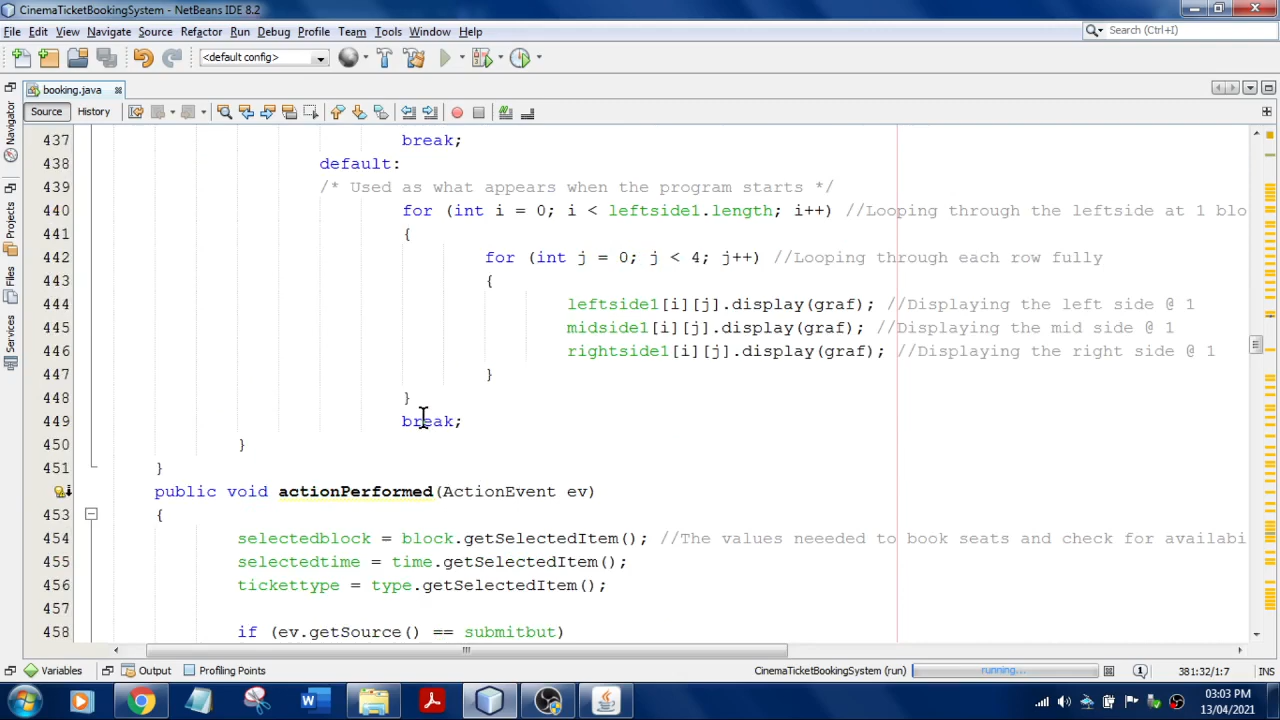 CinemaTicketBookingSystem - NetBeans IDE 8.2
File Edit View Navigate Source Refactor Run Debug Profile Team Tools Window Help
Search (Ctrl+I)
<default config>
booking.java
Source History
437 break;
438 default:
439 /* Used as what appears when the program starts */
440 for (int i = 0; i < leftside1.length; i++) //Looping through the leftside at 1 blo
441 {
442 for (int j = 0; j < 4; j++) //Looping through each row fully
443 {
444 leftside1[i][j].display(graf); //Displaying the left side @ 1
445 midside1[i][j].display(graf); //Displaying the mid side @ 1
446 rightside1[i][j].display(graf); //Displaying the right side @ 1
447 }
448 }
449 break;
450 }
451 }
public void actionPerformed(ActionEvent ev)
453 {
454 selectedblock = block.getSelectedItem(); //The values neeeded to book seats and check for availabi
455 selectedtime = time.getSelectedItem();
456 tickettype = type.getSelectedItem();
457
458 if (ev.getSource() == submitbut)
Navigator
Projects
Files
Services
Variables Output Profiling Points CinemaTicketBookingSystem (run) running... 1 381:32/1:7 INS
03:03 PM
13/04/2021